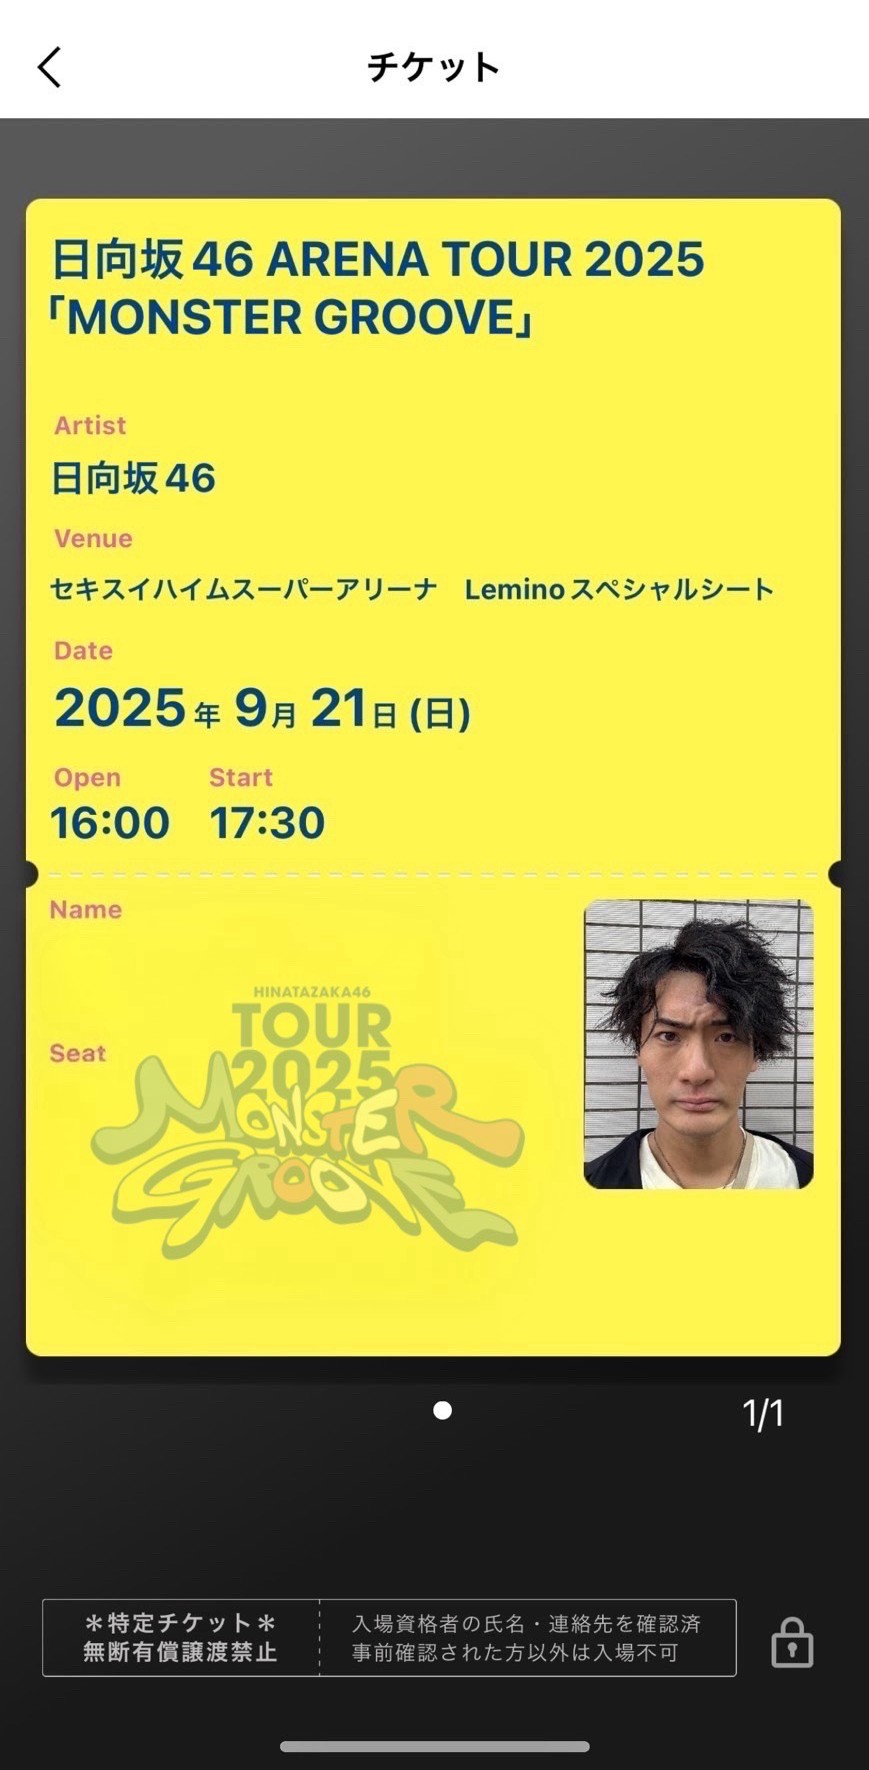 チケット
日向坂46 ARENA TOUR 2025
「MONSTER GROOVE」
Artist
日向坂46
Venue
セキスイハイムスーパーアリーナ　Leminoスペシャルシート
Date
2025年 9月 21日 (日)
Open Start
16:00 17:30
Name
HINATAZAKA46
TOUR
2025
Seat
MONSTER
GROOVE
1/1
＊特定チケット＊
無断有償譲渡禁止
入場資格者の氏名・連絡先を確認済
事前確認された方以外は入場不可